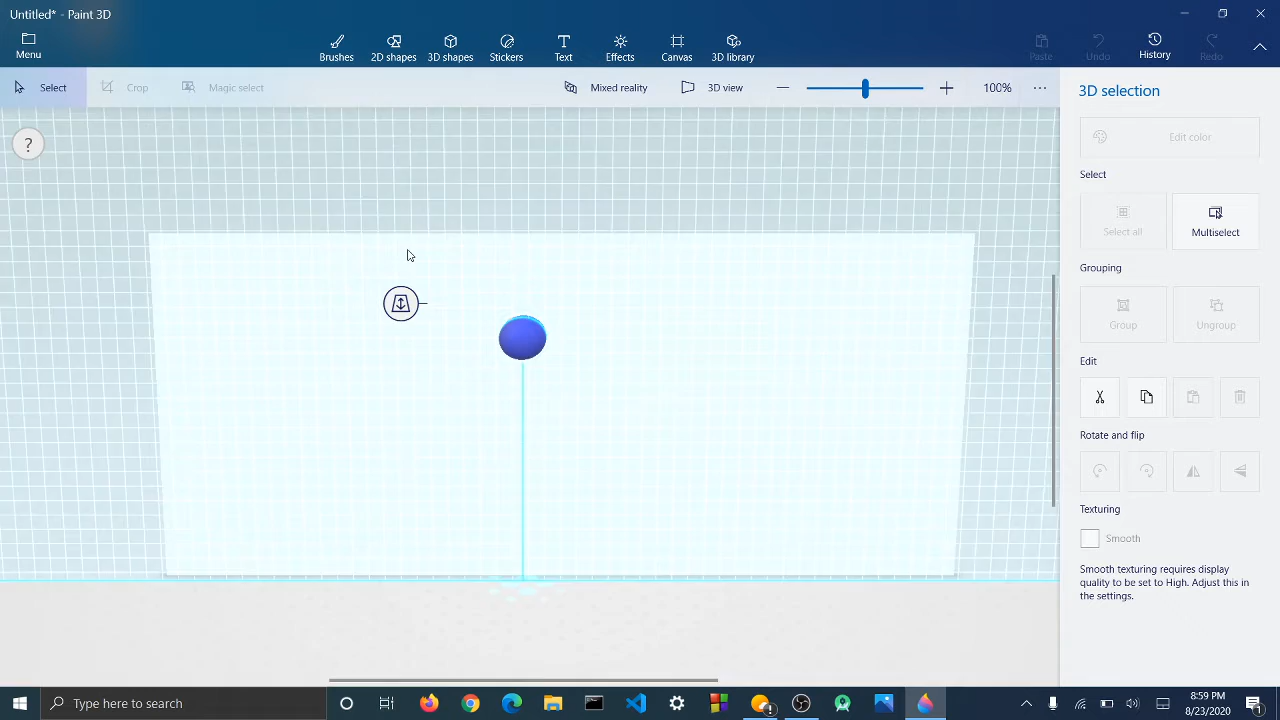 Untitled* - Paint 3D
Menu
Brushes
2D shapes
3D shapes
Stickers
Text
Effects
Canvas
3D library
Paste
Undo
History
Redo
Select
Crop
Magic select
Mixed reality
3D view
100%
?
3D selection
Edit color
Select
Select all
Multiselect
Grouping
Group
Ungroup
Edit
Rotate and flip
Texturing
Smooth
Smooth texturing requires display
quality to be set to High. Adjust this in
the settings.
Type here to search
8:59 PM
8/23/2020
1